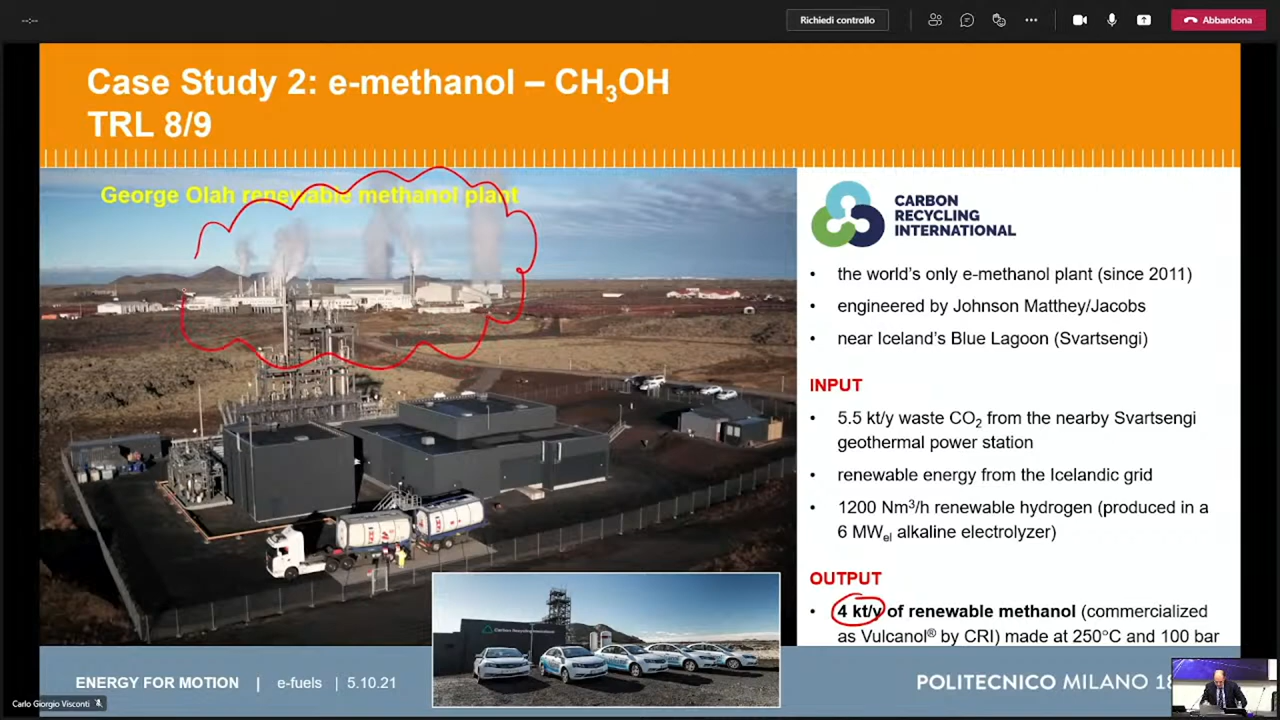 --:--
Richiedi controllo
Abbandona
Case Study 2: e-methanol – CH₃OH
TRL 8/9
George Olah renewable methanol plant
CARBON
RECYCLING
INTERNATIONAL
• the world's only e-methanol plant (since 2011)
• engineered by Johnson Matthey/Jacobs
• near Iceland's Blue Lagoon (Svartsengi)
INPUT
• 5.5 kt/y waste CO₂ from the nearby Svartsengi
geothermal power station
• renewable energy from the Icelandic grid
• 1200 Nm³/h renewable hydrogen (produced in a
6 MWel alkaline electrolyzer)
OUTPUT
• 4 kt/y of renewable methanol (commercialized
as Vulcanol® by CRI) made at 250°C and 100 bar
Carbon Recycling International
ENERGY FOR MOTION | e-fuels | 5.10.21
POLITECNICO MILANO 18
Carlo Giorgio Visconti